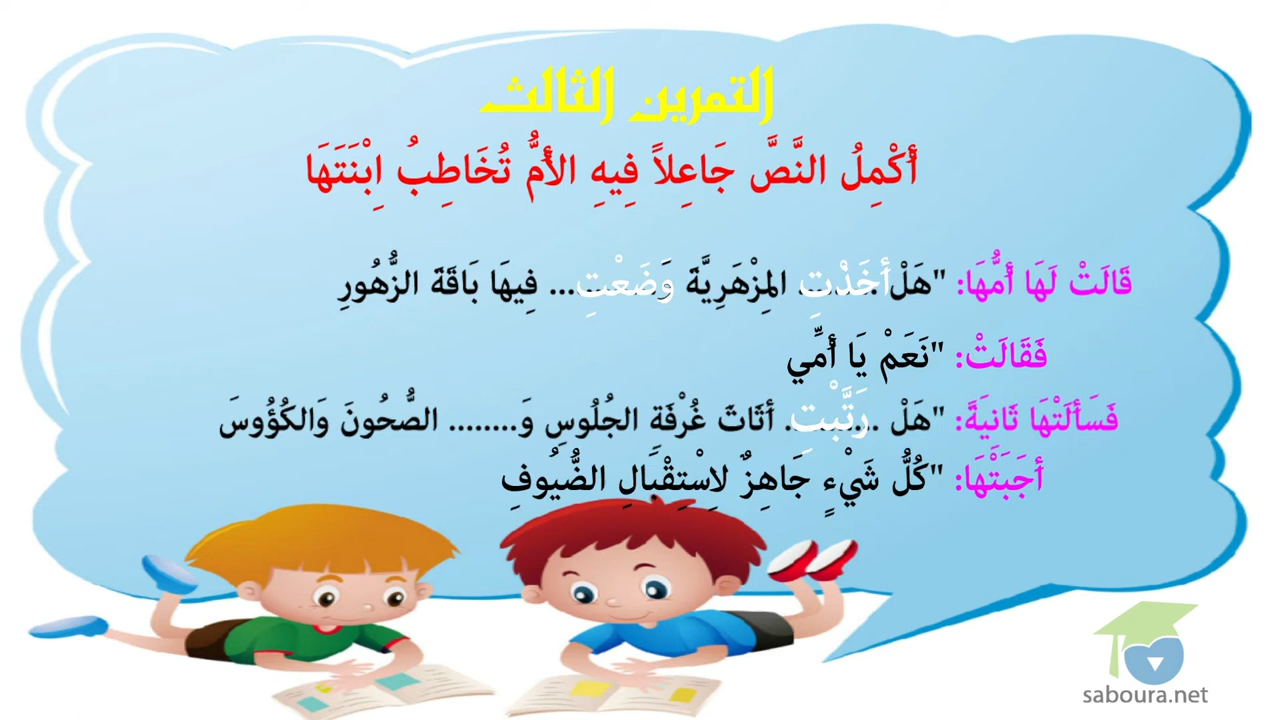 التمرين الثالث
أَكْمِلُ النَّصَّ جَاعِلاً فِيهِ الأُمُّ تُخَاطِبُ اِبْنَتَهَا
قَالَتْ لَهَا أُمُّهَا: "هَلْ أَخَذْتِ المِزْهَرِيَّةَ وَضَعْتِ... فِيهَا بَاقَةَ الزُّهُورِ
فَقَالَتْ: "نَعَمْ يَا أُمِّي
فَسَأَلَتْهَا ثَانِيَةً: "هَلْ رَتَّبْتِ أَثَاثَ غُرْفَةِ الجُلُوسِ وَ........ الصُّحُونَ وَالكُؤُوسَ
أَجَبَتْهَا: "كُلُّ شَيْءٍ جَاهِزٌ لِاِسْتِقْبَالِ الضُّيُوفِ
saboura.net